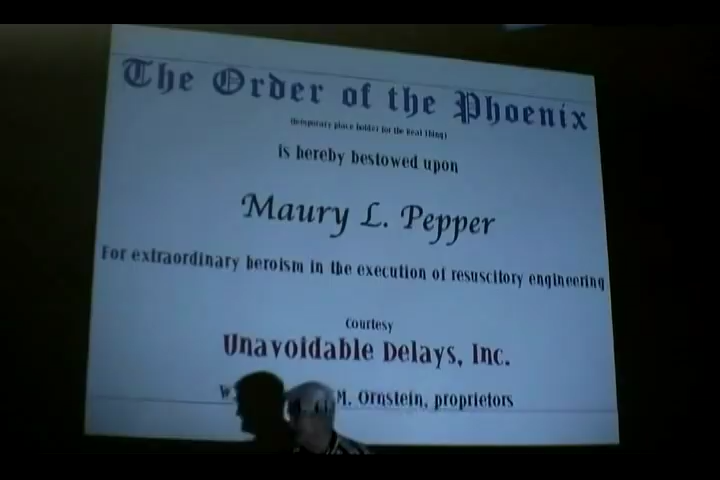 The Order of the Phoenix
(temporary place holder for the Real Thing)
is hereby bestowed upon
Maury L. Pepper
For extraordinary heroism in the execution of resuscitory engineering
Courtesy
Unavoidable Delays, Inc.
M. Ornstein, proprietors